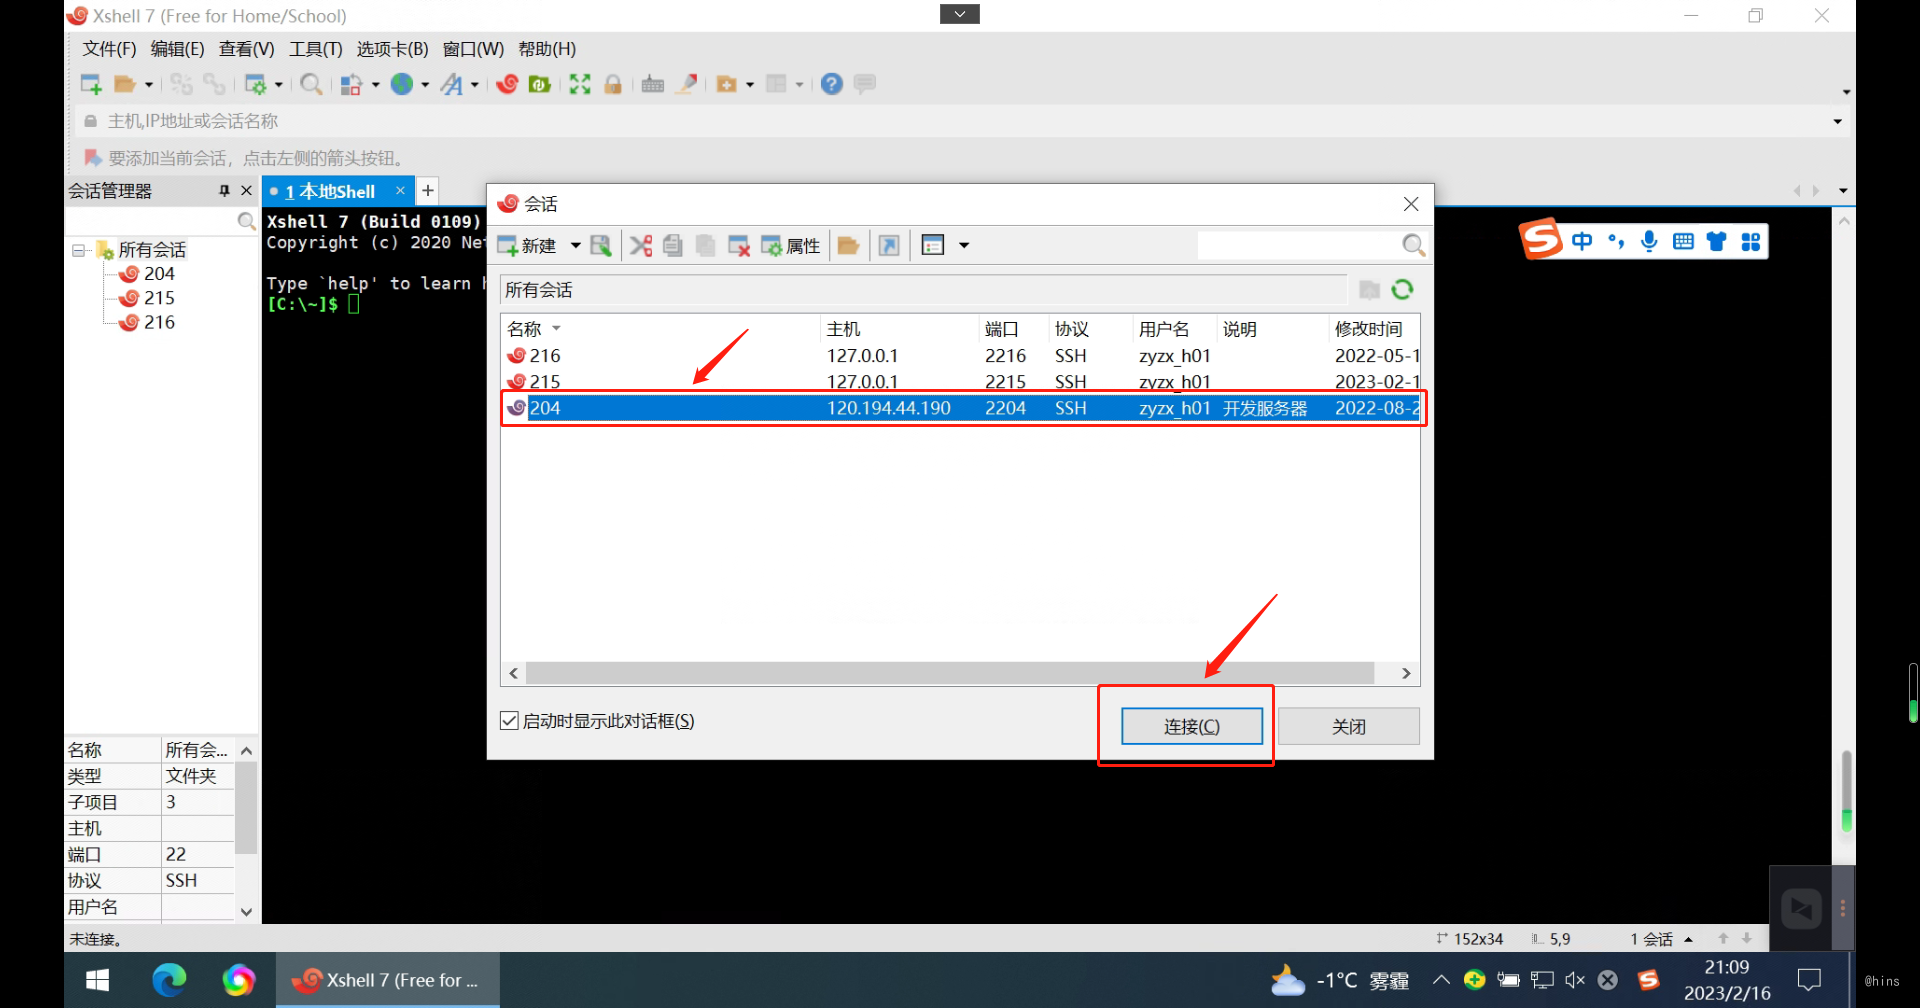 Xshell 7 (Free for Home/School)
文件(F) 编辑(E) 查看(V) 工具(T) 选项卡(B) 窗口(W) 帮助(H)
主机,IP地址或会话名称
要添加当前会话，点击左侧的箭头按钮。
会话管理器
1 本地Shell
所有会话
204
215
216
Xshell 7 (Build 0109)
Copyright (c) 2020 Net
Type `help' to learn h
[C:\~]$
会话
新建 属性
所有会话
名称 主机 端口 协议 用户名 说明 修改时间
216 127.0.0.1 2216 SSH zyzx_h01 2022-05-1
215 127.0.0.1 2215 SSH zyzx_h01 2023-02-1
204 120.194.44.190 2204 SSH zyzx_h01 开发服务器 2022-08-2
启动时显示此对话框(S)
连接(C) 关闭
中
名称 所有会...
类型 文件夹
子项目 3
主机
端口 22
协议 SSH
用户名
未连接。
152x34 5,9 1 会话
Xshell 7 (Free for ...
-1°C 雾霾
21:09
2023/2/16
@hins